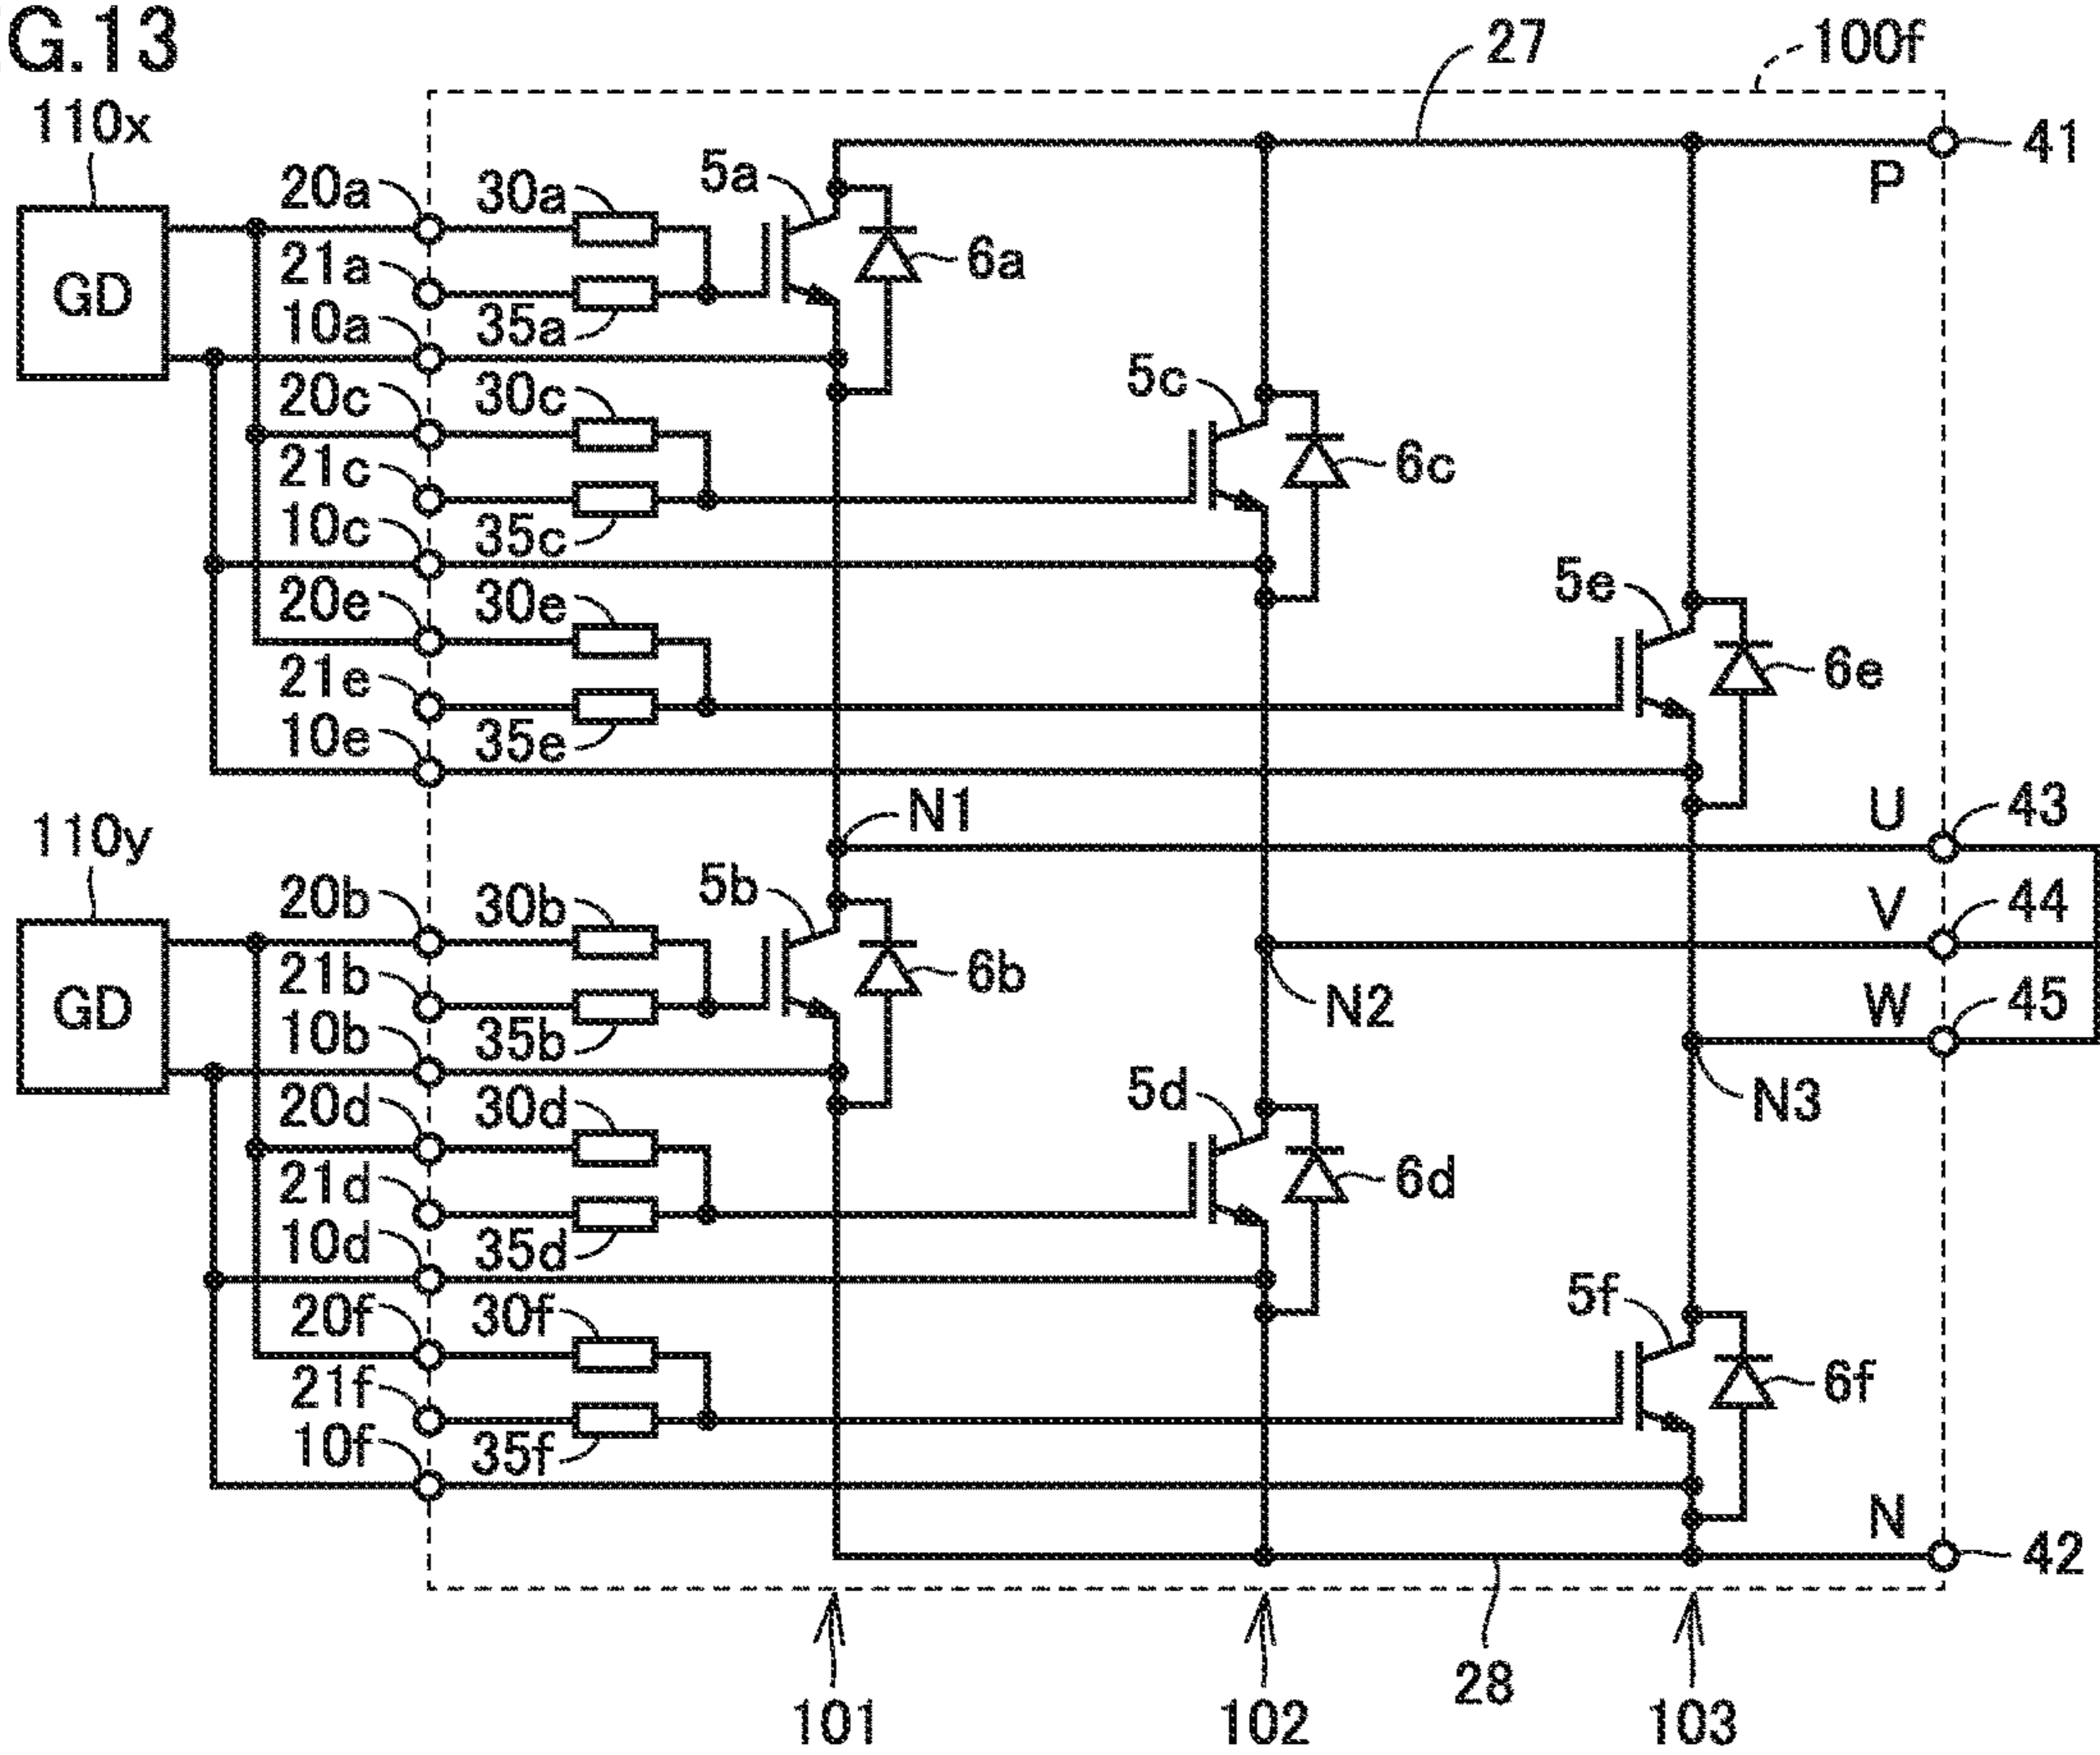 G.13
27
100f
110x
41
P
20a
30a
5a
21a
6a
GD
10a
35a
20c
30c
5c
21c
6c
10c
35c
20e
30e
5e
21e
6e
10e
35e
N1
U
43
110y
20b
30b
5b
V
44
21b
6b
GD
N2
W
45
10b
35b
20d
30d
5d
N3
21d
6d
10d
35d
20f
30f
5f
21f
6f
10f
35f
N
42
28
101
102
103